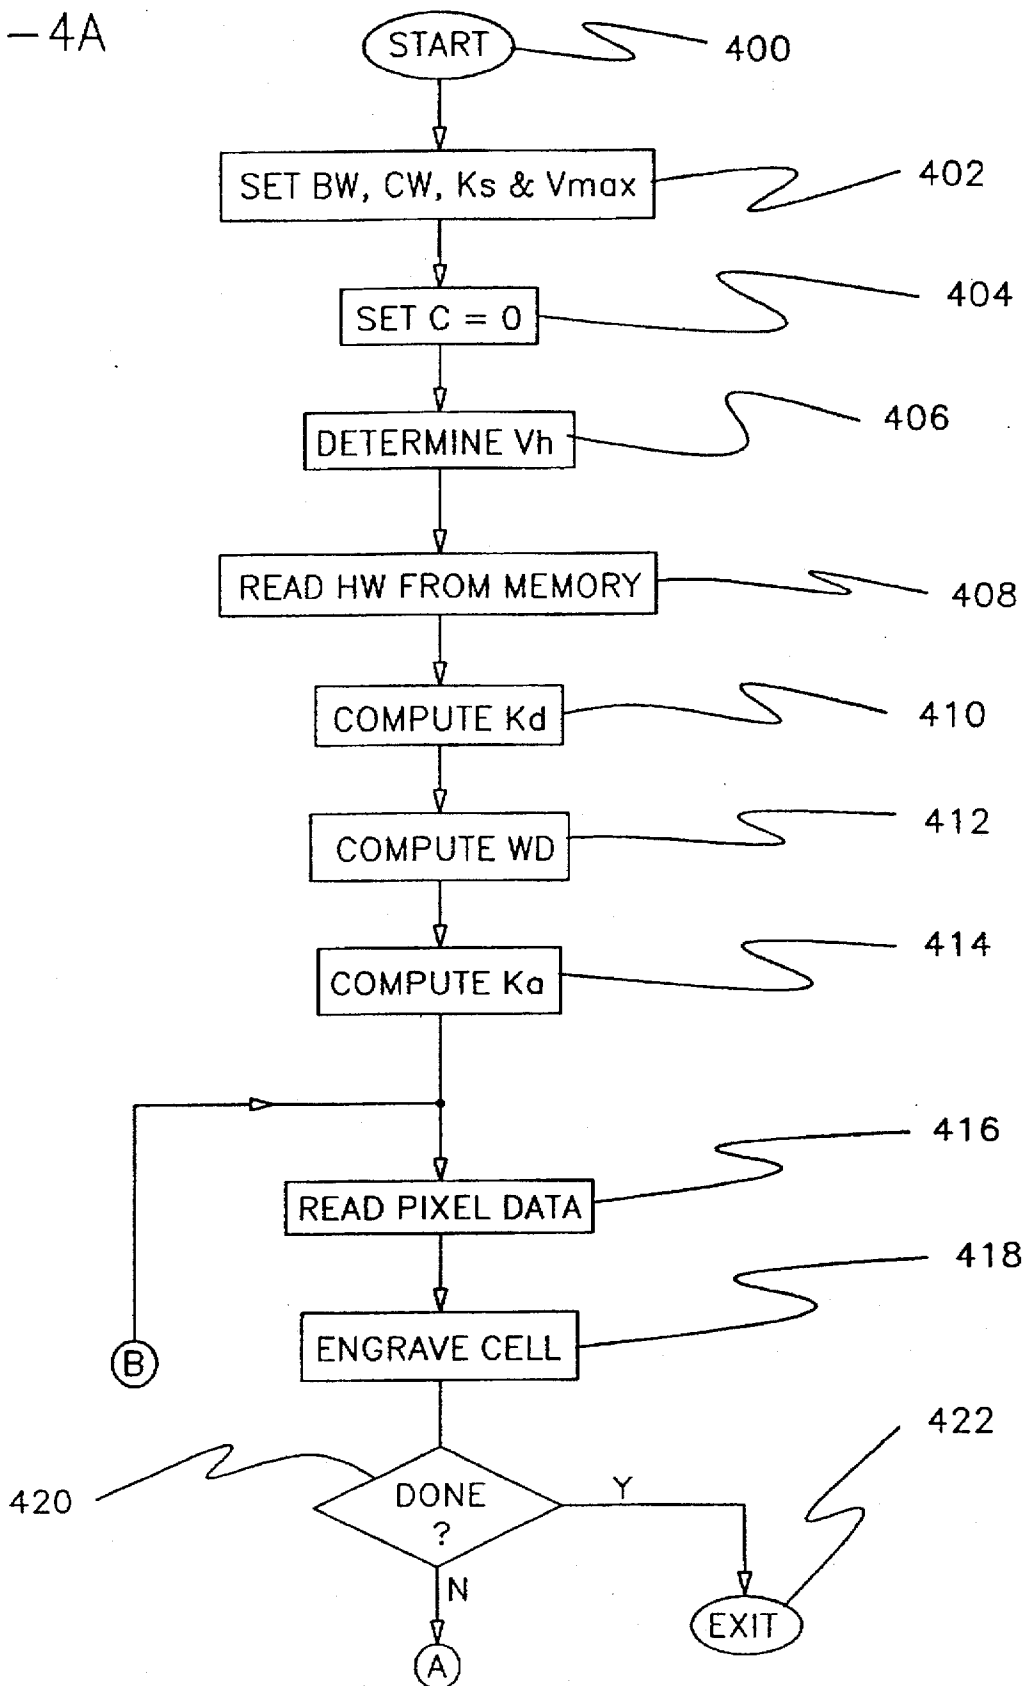 -4A
START
400
SET BW, CW, Ks & Vmax
402
SET C = 0
404
DETERMINE Vh
406
READ HW FROM MEMORY
408
COMPUTE Kd
410
COMPUTE WD
412
COMPUTE Ka
414
READ PIXEL DATA
416
ENGRAVE CELL
418
B
420
DONE
?
Y
422
N
EXIT
A